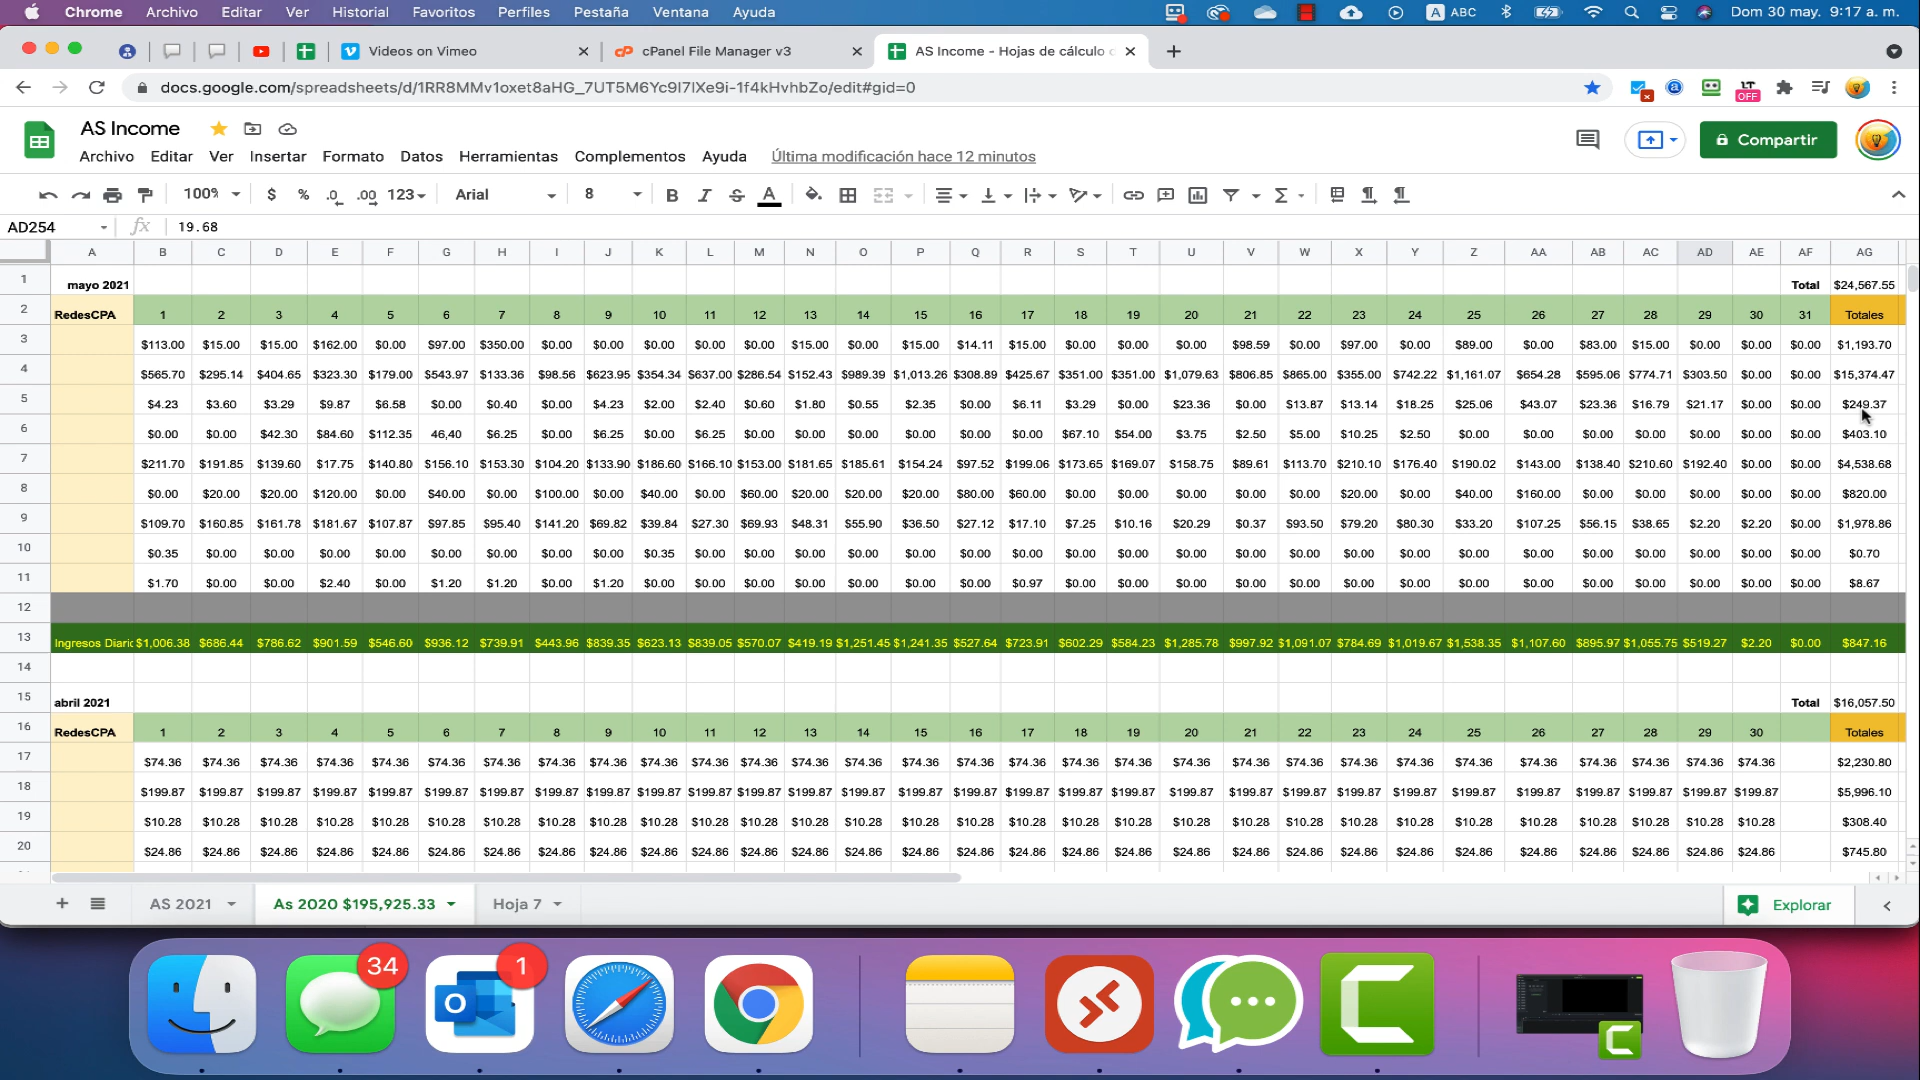 Chrome Archivo Editar Ver Historial Favoritos Perfiles Pestaña Ventana Ayuda A ABC Dom 30 may. 9:17 a. m.
Videos on Vimeo cPanel File Manager v3 AS Income - Hojas de cálculo
docs.google.com/spreadsheets/d/1RR8MMv1oxet8aHG_7UT5M6Yc9I7IXe9i-1f4kHvhbZo/edit#gid=0 OFF
AS Income
Archivo Editar Ver Insertar Formato Datos Herramientas Complementos Ayuda Última modificación hace 12 minutos Compartir
100% $ % .0 .00 123 Arial 8 B I S A
AD254 fx 19.68
A B C D E F G H I J K L M N O P Q R S T U V W X Y Z AA AB AC AD AE AF AG
1 mayo 2021 Total $24,567.55
2 RedesCPA 1 2 3 4 5 6 7 8 9 10 11 12 13 14 15 16 17 18 19 20 21 22 23 24 25 26 27 28 29 30 31 Totales
3 $113.00 $15.00 $15.00 $162.00 $0.00 $97.00 $350.00 $0.00 $0.00 $0.00 $0.00 $0.00 $15.00 $0.00 $15.00 $14.11 $15.00 $0.00 $0.00 $0.00 $98.59 $0.00 $97.00 $0.00 $89.00 $0.00 $83.00 $15.00 $0.00 $0.00 $0.00 $1,193.70
4 $565.70 $295.14 $404.65 $323.30 $179.00 $543.97 $133.36 $98.56 $623.95 $354.34 $637.00 $286.54 $152.43 $989.39 $1,013.26 $308.89 $425.67 $351.00 $351.00 $1,079.63 $806.85 $865.00 $355.00 $742.22 $1,161.07 $654.28 $595.06 $774.71 $303.50 $0.00 $0.00 $15,374.47
5 $4.23 $3.60 $3.29 $9.87 $6.58 $0.00 $0.40 $0.00 $4.23 $2.00 $2.40 $0.60 $1.80 $0.55 $2.35 $0.00 $6.11 $3.29 $0.00 $23.36 $0.00 $13.87 $13.14 $18.25 $25.06 $43.07 $23.36 $16.79 $21.17 $0.00 $0.00 $249.37
6 $0.00 $0.00 $42.30 $84.60 $112.35 46,40 $6.25 $0.00 $6.25 $0.00 $6.25 $0.00 $0.00 $0.00 $0.00 $0.00 $0.00 $67.10 $54.00 $3.75 $2.50 $5.00 $10.25 $2.50 $0.00 $0.00 $0.00 $0.00 $0.00 $0.00 $0.00 $403.10
7 $211.70 $191.85 $139.60 $17.75 $140.80 $156.10 $153.30 $104.20 $133.90 $186.60 $166.10 $153.00 $181.65 $185.61 $154.24 $97.52 $199.06 $173.65 $169.07 $158.75 $89.61 $113.70 $210.10 $176.40 $190.02 $143.00 $138.40 $210.60 $192.40 $0.00 $0.00 $4,538.68
8 $0.00 $20.00 $20.00 $120.00 $0.00 $40.00 $0.00 $100.00 $0.00 $40.00 $0.00 $60.00 $20.00 $20.00 $20.00 $80.00 $60.00 $0.00 $0.00 $0.00 $0.00 $0.00 $20.00 $0.00 $40.00 $160.00 $0.00 $0.00 $0.00 $0.00 $0.00 $820.00
9 $109.70 $160.85 $161.78 $181.67 $107.87 $97.85 $95.40 $141.20 $69.82 $39.84 $27.30 $69.93 $48.31 $55.90 $36.50 $27.12 $17.10 $7.25 $10.16 $20.29 $0.37 $93.50 $79.20 $80.30 $33.20 $107.25 $56.15 $38.65 $2.20 $2.20 $0.00 $1,978.86
10 $0.35 $0.00 $0.00 $0.00 $0.00 $0.00 $0.00 $0.00 $0.00 $0.35 $0.00 $0.00 $0.00 $0.00 $0.00 $0.00 $0.00 $0.00 $0.00 $0.00 $0.00 $0.00 $0.00 $0.00 $0.00 $0.00 $0.00 $0.00 $0.00 $0.00 $0.00 $0.70
11 $1.70 $0.00 $0.00 $2.40 $0.00 $1.20 $1.20 $0.00 $1.20 $0.00 $0.00 $0.00 $0.00 $0.00 $0.00 $0.00 $0.97 $0.00 $0.00 $0.00 $0.00 $0.00 $0.00 $0.00 $0.00 $0.00 $0.00 $0.00 $0.00 $0.00 $0.00 $8.67
12
13 Ingresos Diaric $1,006.38 $686.44 $786.62 $901.59 $546.60 $936.12 $739.91 $443.96 $839.35 $623.13 $839.05 $570.07 $419.19 $1,251.45 $1,241.35 $527.64 $723.91 $602.29 $584.23 $1,285.78 $997.92 $1,091.07 $784.69 $1,019.67 $1,538.35 $1,107.60 $895.97 $1,055.75 $519.27 $2.20 $0.00 $847.16
14
15 abril 2021 Total $16,057.50
16 RedesCPA 1 2 3 4 5 6 7 8 9 10 11 12 13 14 15 16 17 18 19 20 21 22 23 24 25 26 27 28 29 30 Totales
17 $74.36 $74.36 $74.36 $74.36 $74.36 $74.36 $74.36 $74.36 $74.36 $74.36 $74.36 $74.36 $74.36 $74.36 $74.36 $74.36 $74.36 $74.36 $74.36 $74.36 $74.36 $74.36 $74.36 $74.36 $74.36 $74.36 $74.36 $74.36 $74.36 $74.36 $2,230.80
18 $199.87 $199.87 $199.87 $199.87 $199.87 $199.87 $199.87 $199.87 $199.87 $199.87 $199.87 $199.87 $199.87 $199.87 $199.87 $199.87 $199.87 $199.87 $199.87 $199.87 $199.87 $199.87 $199.87 $199.87 $199.87 $199.87 $199.87 $199.87 $199.87 $199.87 $5,996.10
19 $10.28 $10.28 $10.28 $10.28 $10.28 $10.28 $10.28 $10.28 $10.28 $10.28 $10.28 $10.28 $10.28 $10.28 $10.28 $10.28 $10.28 $10.28 $10.28 $10.28 $10.28 $10.28 $10.28 $10.28 $10.28 $10.28 $10.28 $10.28 $10.28 $10.28 $308.40
20 $24.86 $24.86 $24.86 $24.86 $24.86 $24.86 $24.86 $24.86 $24.86 $24.86 $24.86 $24.86 $24.86 $24.86 $24.86 $24.86 $24.86 $24.86 $24.86 $24.86 $24.86 $24.86 $24.86 $24.86 $24.86 $24.86 $24.86 $24.86 $24.86 $24.86 $745.80
AS 2021 As 2020 $195,925.33 Hoja 7 Explorar
34 1